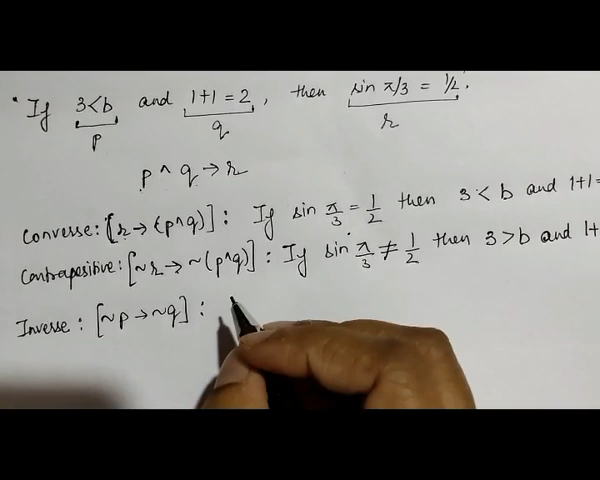 "If 3<b and 1+1=2, then sin π/3 = 1/2.
p q r
p ∧ q → r
Converse: [r → (p∧q)] : If sin π/3 = 1/2 then 3 < b and 1+1=
Contrapositive: [~r → ~(p∧q)] : If sin π/3 ≠ 1/2 then 3 > b and 1+
Inverse : [~p → ~q] :